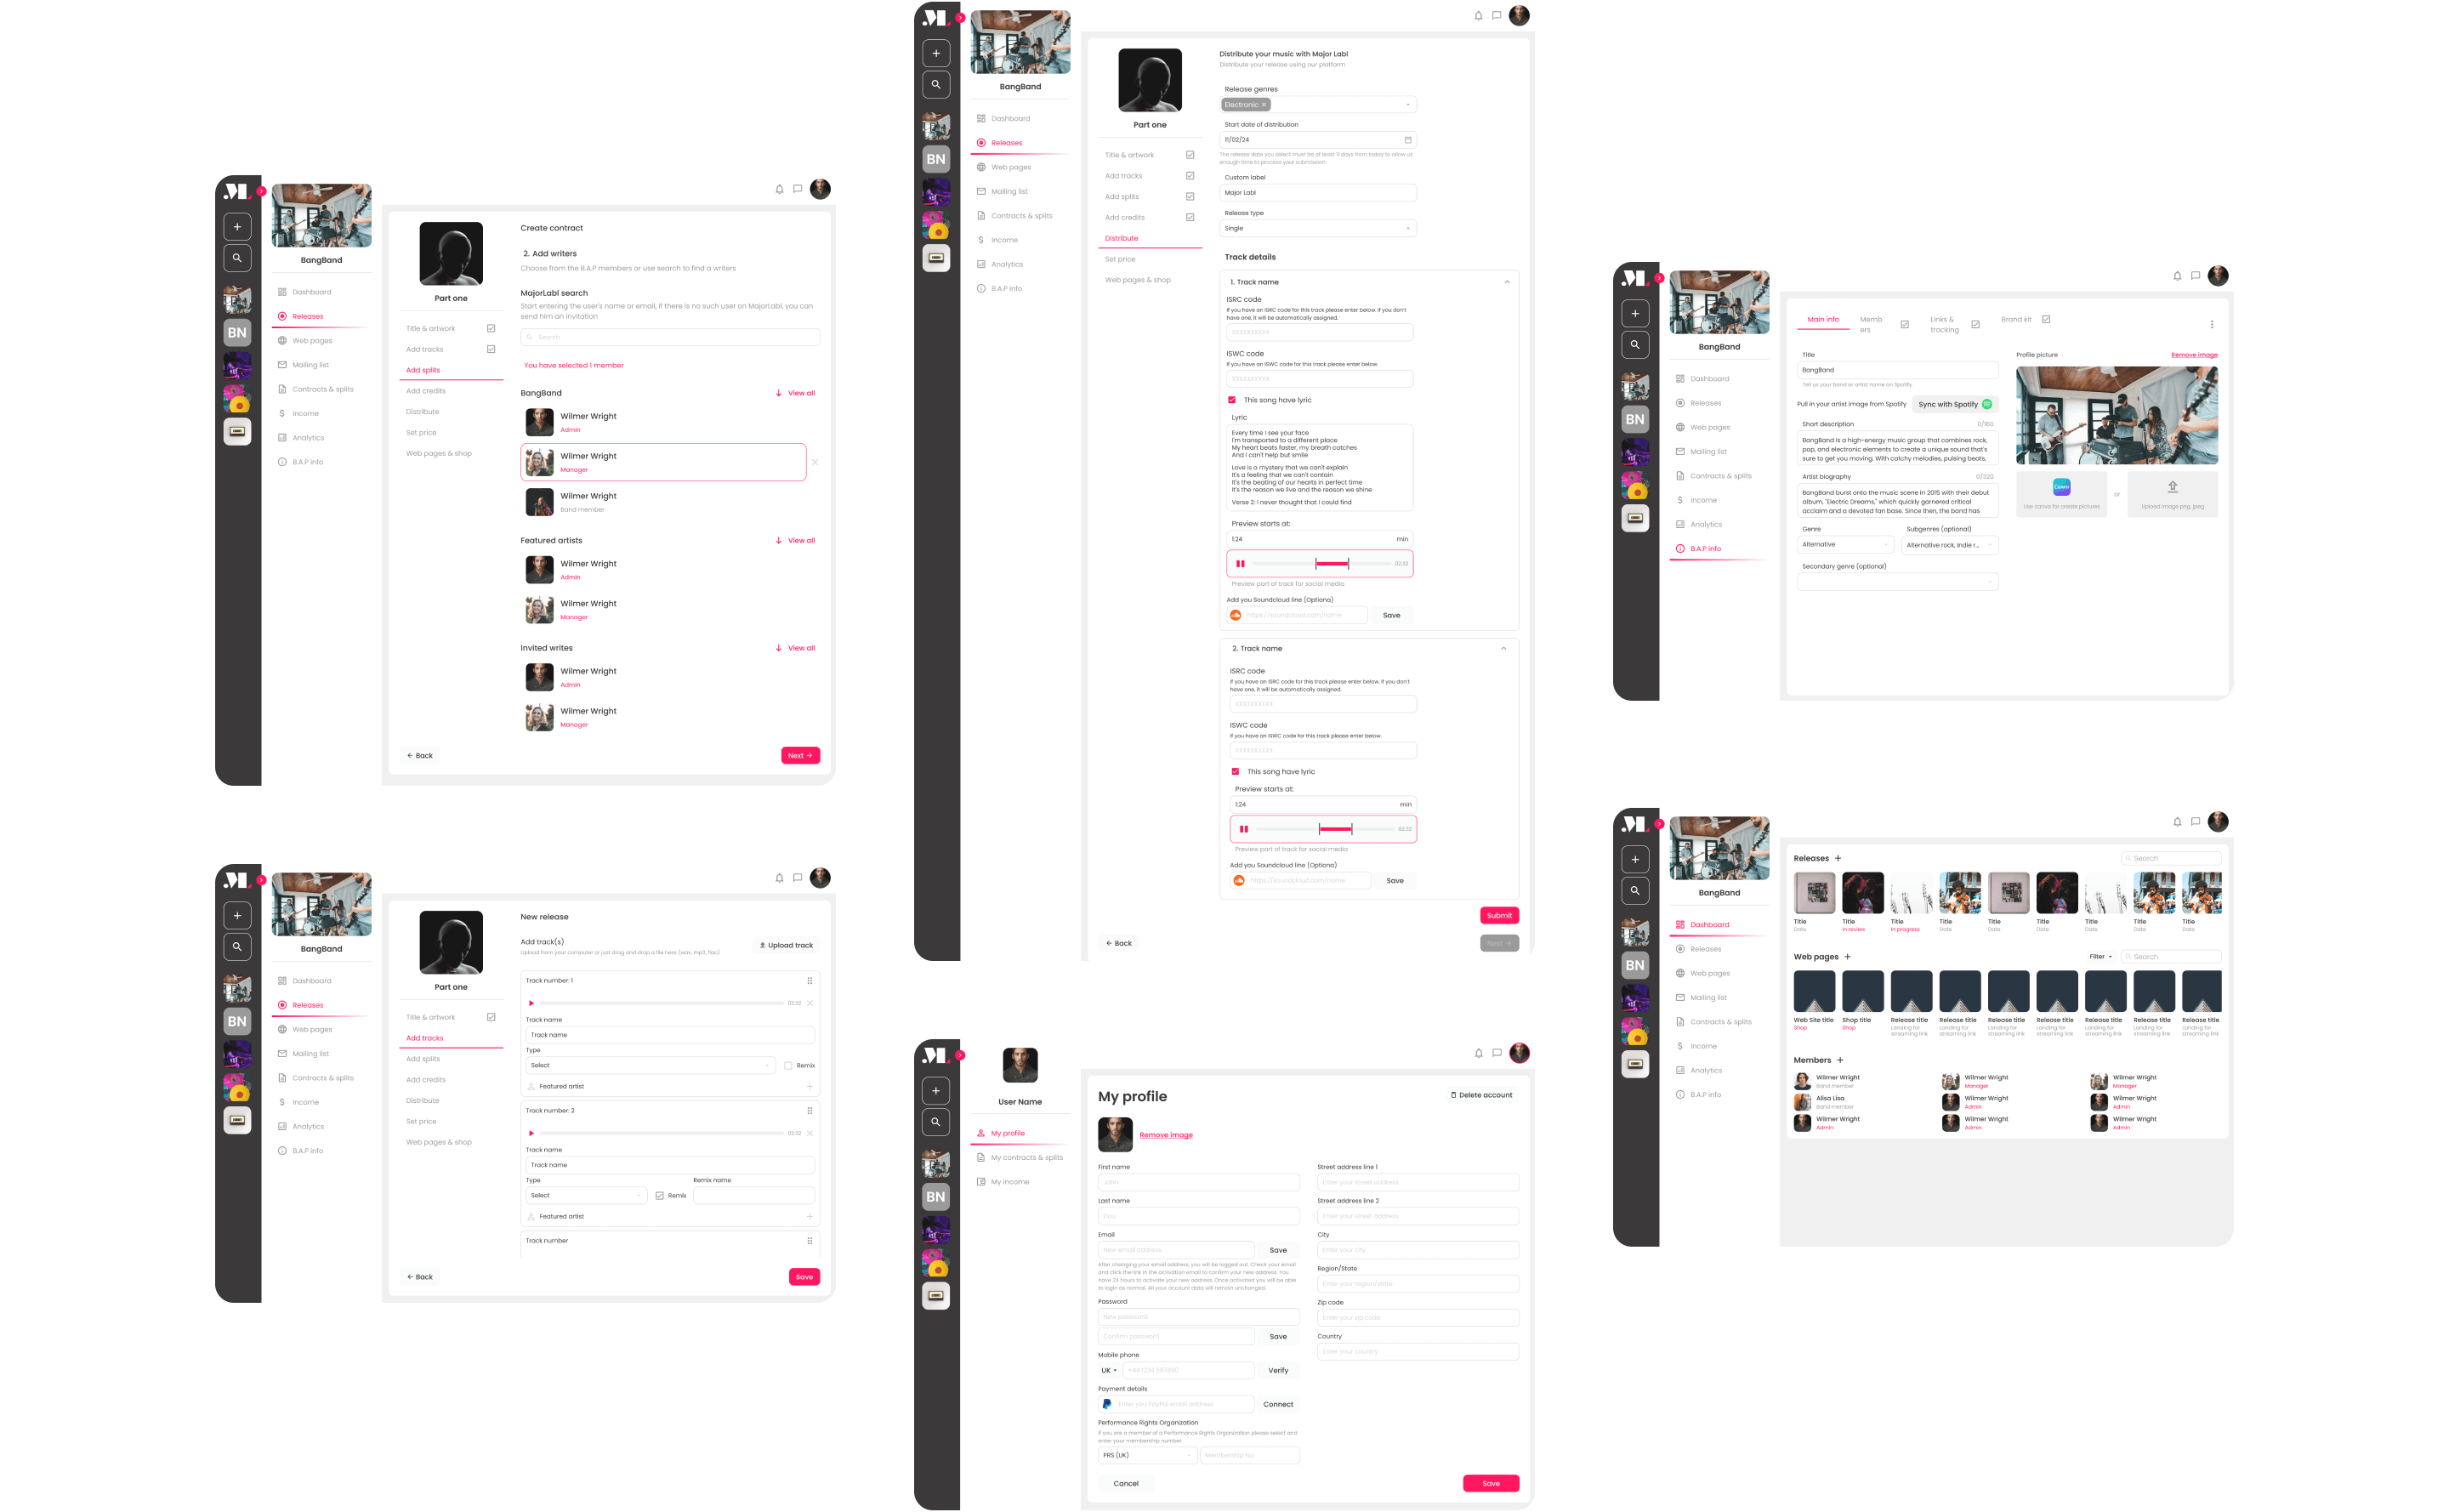 BangBand
Dashboard
Releases
Web pages
Mailing list
Contracts & splits
Income
Analytics
B.A.P info
BN
Part one
Title & artwork
Add tracks
Add splits
Add credits
Distribute
Set price
Web pages & shop
Create contract
2. Add writers
Choose from the B.A.P members or use search to find a writers
MajorLabl search
Start entering the user's name or email, if there is no such user on MajorLabl, you can
send him an invitation
Search
You have selected 1 member
BangBand
View all
Wilmer Wright
Admin
Wilmer Wright
Manager
Wilmer Wright
Band member
Featured artists
View all
Wilmer Wright
Admin
Wilmer Wright
Manager
Invited writes
View all
Wilmer Wright
Admin
Wilmer Wright
Manager
Back
Next
BangBand
Dashboard
Releases
Web pages
Mailing list
Contracts & splits
Income
Analytics
B.A.P info
BN
Part one
Title & artwork
Add tracks
Add splits
Add credits
Distribute
Set price
Web pages & shop
New release
Add track(s)
Upload from your computer or just drag and drop a file here (wav, mp3, flac)
Upload track
Track number: 1
02:32
Track name
Track name
Type
Select
Remix
Featured artist
Track number: 2
02:32
Track name
Track name
Type
Remix name
Select
Remix
Featured artist
Track number
Back
Save
BangBand
Dashboard
Releases
Web pages
Mailing list
Contracts & splits
Income
Analytics
B.A.P info
BN
Part one
Title & artwork
Add tracks
Add splits
Add credits
Distribute
Set price
Web pages & shop
Distribute your music with Major Labl
Distribute your release using our platform
Release genres
Electronic
Start date of distribution
11/02/24
The release date you select must be at least 11 days from today to allow us
enough time to process your submission.
Custom label
Major Labl
Release type
Single
Track details
1. Track name
ISRC code
If you have an ISRC code for this track please enter below. If you don't
have one, it will be automatically assigned.
XXXXXXXXXX
ISWC code
If you have an ISWC code for this track please enter below.
XXXXXXXXXX
This song have lyric
Lyric
Every time I see your face
I'm transported to a different place
My heart beats faster, my breath catches
And I can't help but smile
Love is a mystery that we can't explain
It's a feeling that we can't contain
It's the beating of our hearts in perfect time
It's the reason we live and the reason we shine
Verse 2: I never thought that I could find
Preview starts at:
1:24
min
02:32
Preview part of track for social media
Add you Soundcloud line (Optiona)
https://soundcloud.com/name
Save
2. Track name
ISRC code
If you have an ISRC code for this track please enter below. If you don't
have one, it will be automatically assigned.
XXXXXXXXXX
ISWC code
If you have an ISWC code for this track please enter below.
XXXXXXXXXX
This song have lyric
Preview starts at:
1:24
min
02:32
Preview part of track for social media
Add you Soundcloud line (Optiona)
https://soundcloud.com/name
Save
Submit
Back
Next
User Name
My profile
My contracts & splits
My income
BN
My profile
Delete account
Remove image
First name
John
Last name
Dou
Email
New email address
Save
After changing your email address, you will be logged out. Check your email
and click the link in the activation email to confirm your new address. You
have 24 hours to activate your new address. Once activated you will be able
to login as normal. All your account data will remain unchanged.
Password
New password
Confirm password
Save
Mobile phone
UK
+44 1234 567890
Verify
Payment details
Enter you PayPal email address
Connect
Performance Rights Organization
If you are a member of a Performance Rights Organization please select and
enter your membership number
PRS (UK)
Membership No.
Street address line 1
Enter your street address
Street address line 2
Enter your street address
City
Enter your city
Region/State
Enter your region/state
Zip code
Enter your zip code
Country
Enter your country
Cancel
Save
BangBand
Dashboard
Releases
Web pages
Mailing list
Contracts & splits
Income
Analytics
B.A.P info
BN
Main info
Memb
ers
Links &
tracking
Brand kit
Title
BangBand
Tell us your band or artist name on Spotify.
Pull in your artist image from Spotify
Sync with Spotify
Short description
0/160
BangBand is a high-energy music group that combines rock,
pop, and electronic elements to create a unique sound that's
sure to get you moving. With catchy melodies, pulsing beats,
Artist biography
0/320
BangBand burst onto the music scene in 2015 with their debut
album, "Electric Dreams," which quickly garnered critical
acclaim and a devoted fan base. Since then, the band has
Genre
Subgenres (optional)
Alternative
Alternative rock, Indie r...
Secondary genre (optional)
Profile picture
Remove image
Canva
Use canva for create pictures
or
Upload image png, jpeg
BangBand
Dashboard
Releases
Web pages
Mailing list
Contracts & splits
Income
Analytics
B.A.P info
BN
Releases
Search
Title
Date
Title
In review
Title
In progress
Title
Date
Title
Date
Title
Date
Title
Date
Title
Date
Title
Date
Web pages
Filter
Search
Web Site title
Shop
Shop title
Shop
Release title
Landing for
streaming link
Release title
Landing for
streaming link
Release title
Landing for
streaming link
Release title
Landing for
streaming link
Release title
Landing for
streaming link
Release title
Landing for
streaming link
Release title
Landing for
streaming link
Members
Wilmer Wright
Band member
Wilmer Wright
Manager
Wilmer Wright
Manager
Alisa Lisa
Band member
Wilmer Wright
Admin
Wilmer Wright
Admin
Wilmer Wright
Admin
Wilmer Wright
Admin
Wilmer Wright
Admin